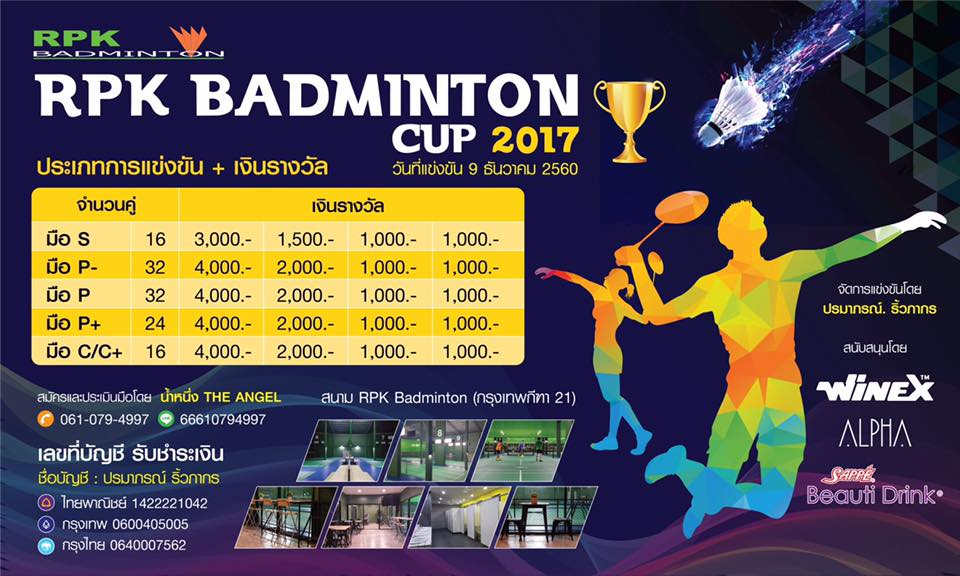 RPK
BADMINTON
RPK BADMINTON
CUP 2017
ประเภทการแข่งขัน + เงินรางวัล
วันที่แข่งขัน 9 ธันวาคม 2560
จำนวนคู่ เงินรางวัล
มือ S 16 3,000.- 1,500.- 1,000.- 1,000.-
มือ P- 32 4,000.- 2,000.- 1,000.- 1,000.-
มือ P 32 4,000.- 2,000.- 1,000.- 1,000.-
มือ P+ 24 4,000.- 2,000.- 1,000.- 1,000.-
มือ C/C+ 16 4,000.- 2,000.- 1,000.- 1,000.-
สมัครและประเมินมือโดย น้ำหนึ่ง THE ANGEL
061-079-4997 66610794997
เลขที่บัญชี รับชำระเงิน
ชื่อบัญชี : ปรมาภรณ์ ริ้วภากร
ไทยพาณิชย์ 1422221042
กรุงเทพ 0600405005
กรุงไทย 0640007562
สนาม RPK Badminton (กรุงเทพกีฑา 21)
จัดการแข่งขันโดย
ปรมาภรณ์. ริ้วภากร
สนับสนุนโดย
WINEX™
ALPHA
SAPPÉ
Beauti Drink®